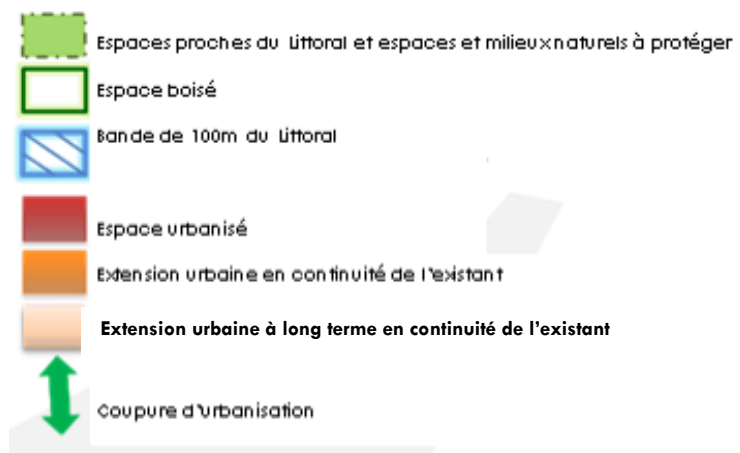 Espaces proches du Littoral et espaces et milieux naturels à protéger
Espace boisé
Bande de 100m du Littoral
Espace urbanisé
Extension urbaine en continuité de l'existant
Extension urbaine à long terme en continuité de l'existant
Coupure d'urbanisation